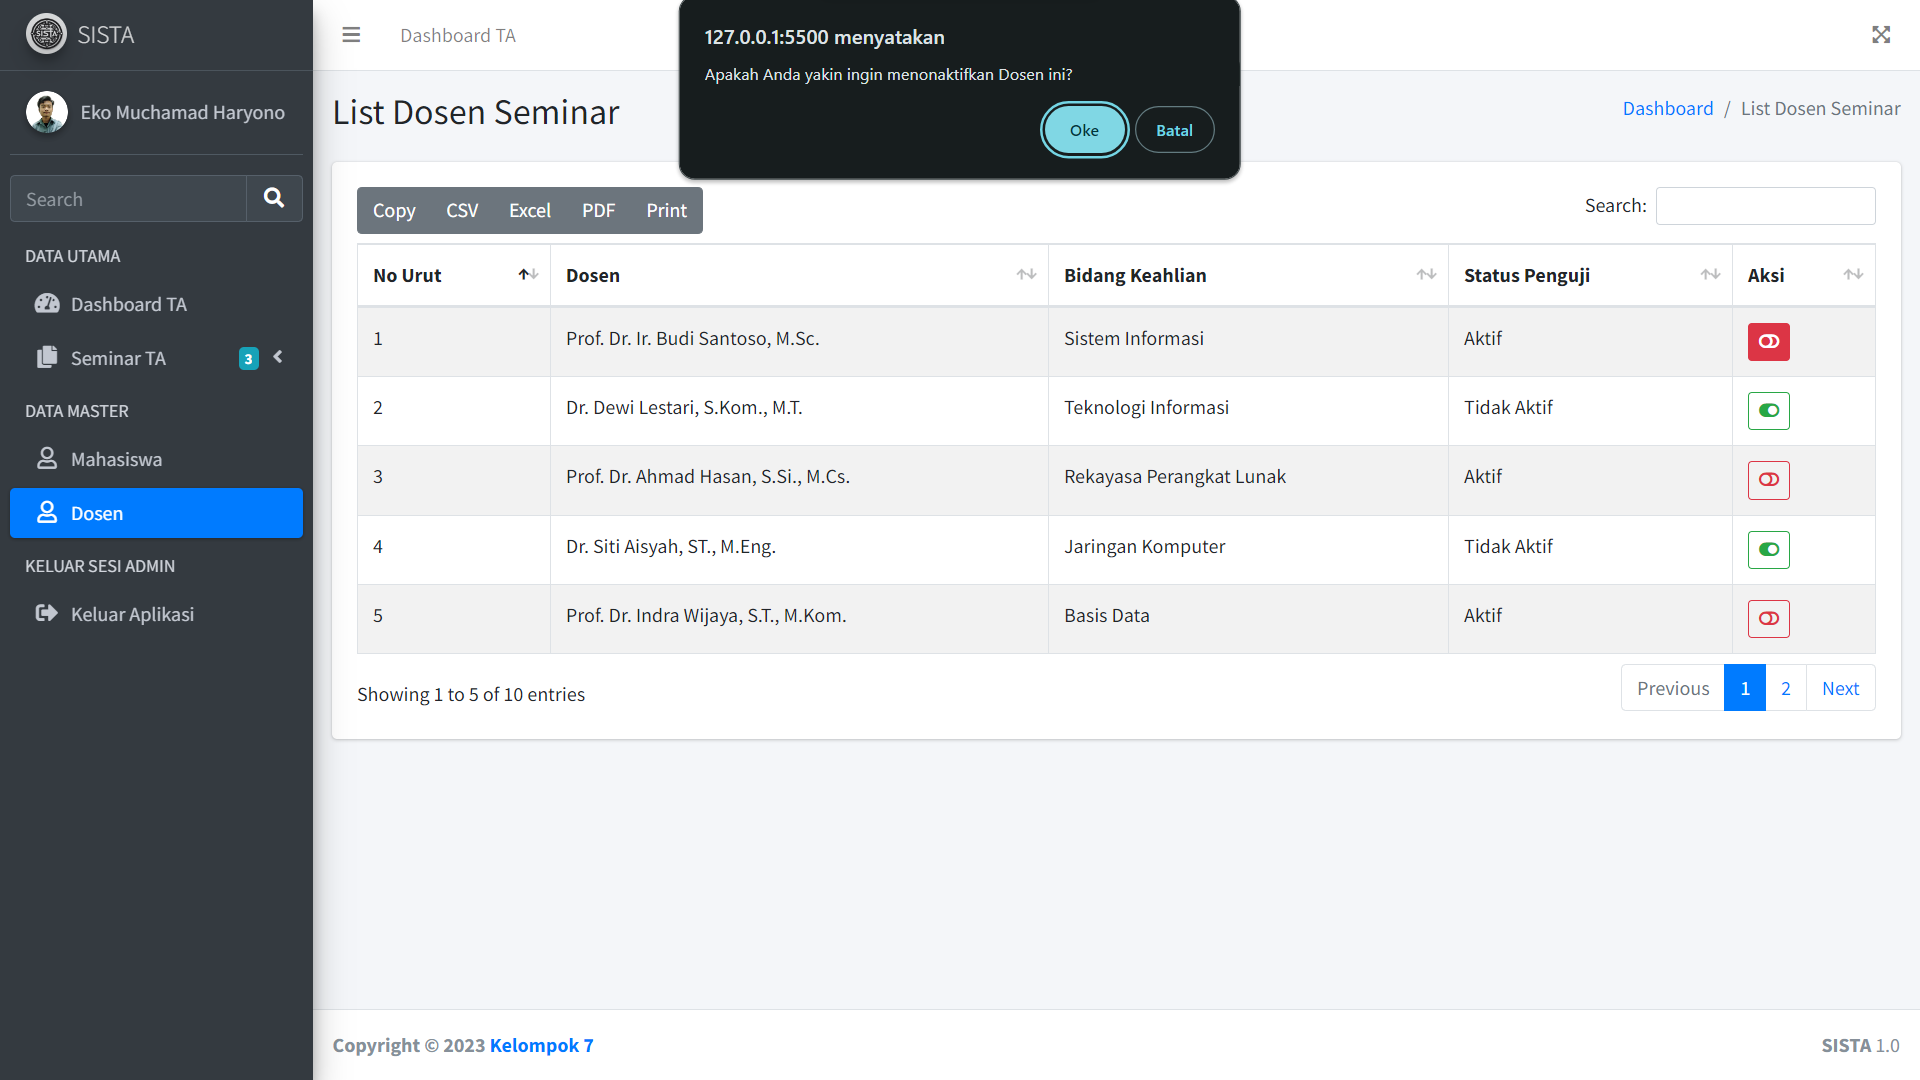 SISTA
Eko Muchamad Haryono
Search
DATA UTAMA
Dashboard TA
Seminar TA 3
DATA MASTER
Mahasiswa
Dosen
KELUAR SESI ADMIN
Keluar Aplikasi
Dashboard TA
127.0.0.1:5500 menyatakan
Apakah Anda yakin ingin menonaktifkan Dosen ini?
Oke Batal
List Dosen Seminar
Dashboard / List Dosen Seminar
Copy CSV Excel PDF Print
Search:
No Urut Dosen Bidang Keahlian Status Penguji Aksi
1 Prof. Dr. Ir. Budi Santoso, M.Sc. Sistem Informasi Aktif
2 Dr. Dewi Lestari, S.Kom., M.T. Teknologi Informasi Tidak Aktif
3 Prof. Dr. Ahmad Hasan, S.Si., M.Cs. Rekayasa Perangkat Lunak Aktif
4 Dr. Siti Aisyah, ST., M.Eng. Jaringan Komputer Tidak Aktif
5 Prof. Dr. Indra Wijaya, S.T., M.Kom. Basis Data Aktif
Showing 1 to 5 of 10 entries
Previous 1 2 Next
Copyright © 2023 Kelompok 7
SISTA 1.0